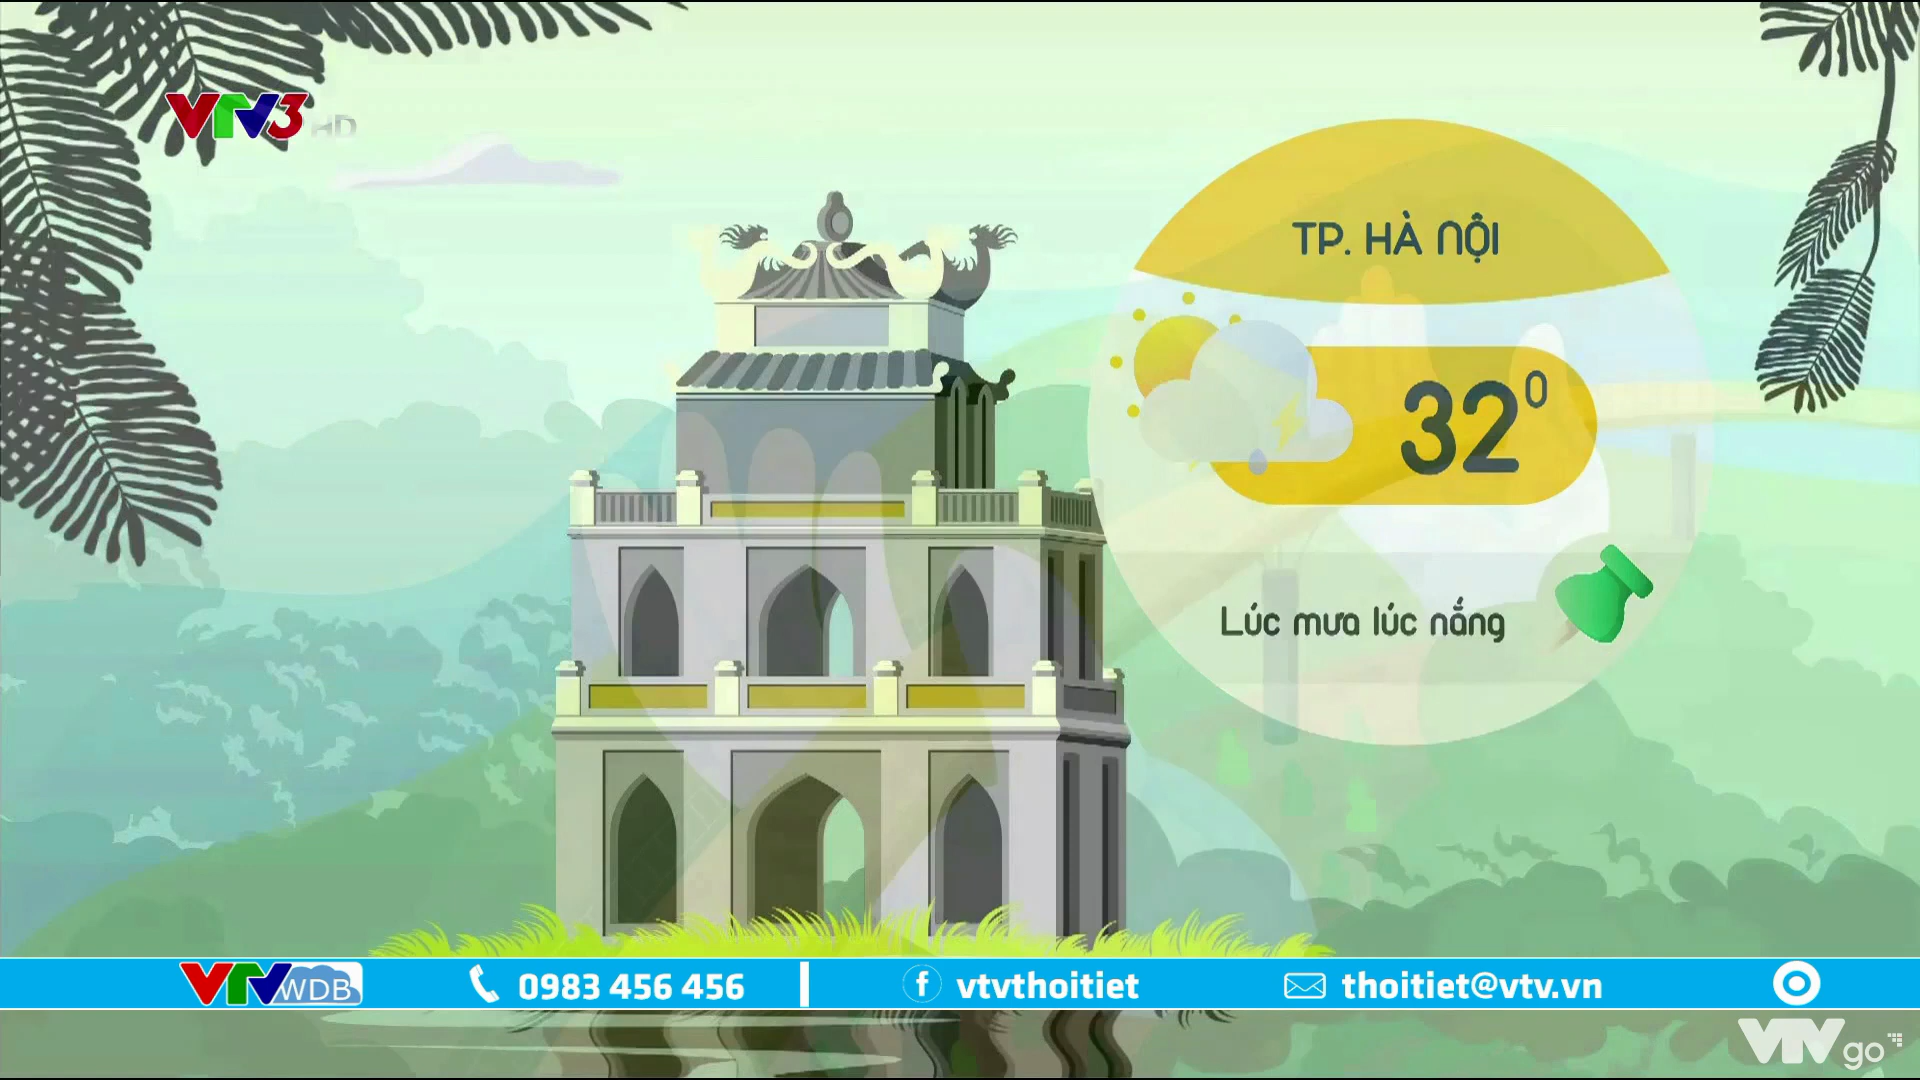 VTV3 HD
TP. HÀ NỘI
32⁰
Lúc mưa lúc nắng
VTV WDB
0983 456 456
vtvthoitiet
thoitiet@vtv.vn
VTV go